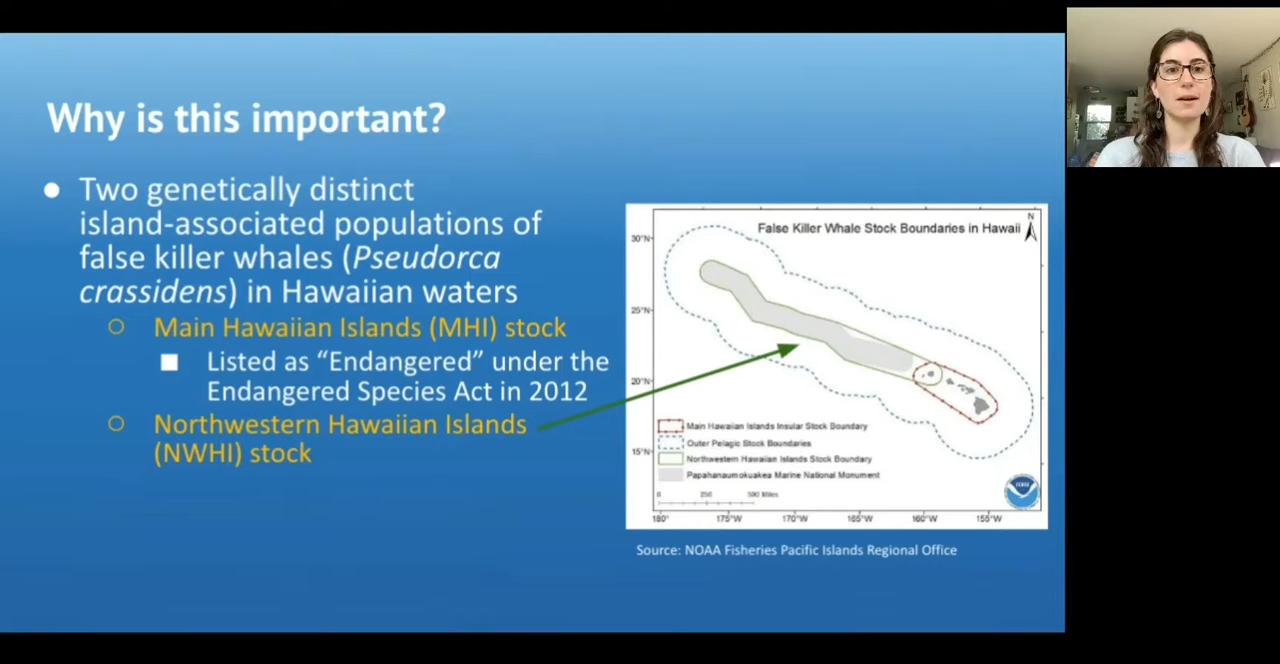 Why is this important?
● Two genetically distinct
island-associated populations of
false killer whales (Pseudorca
crassidens) in Hawaiian waters
○ Main Hawaiian Islands (MHI) stock
■ Listed as “Endangered” under the
Endangered Species Act in 2012
○ Northwestern Hawaiian Islands
(NWHI) stock
False Killer Whale Stock Boundaries in Hawaii
N
30°N
25°N
20°N
15°N
Main Hawaiian Islands Insular Stock Boundary
Outer Pelagic Stock Boundaries
Northwestern Hawaiian Islands Stock Boundary
Papahanaumokuakea Marine National Monument
0 250 500 Miles
180° 175°W 170°W 165°W 160°W 155°W
Source: NOAA Fisheries Pacific Islands Regional Office